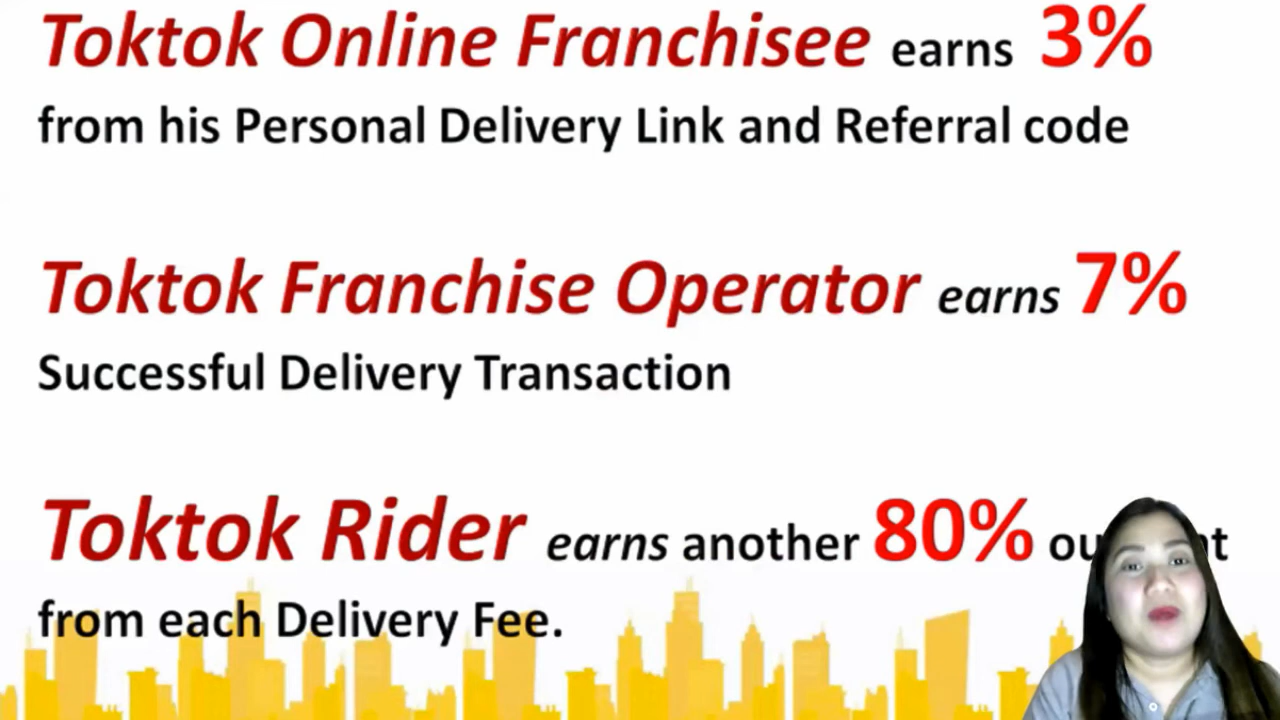 Toktok Online Franchisee earns 3%
from his Personal Delivery Link and Referral code
Toktok Franchise Operator earns 7%
Successful Delivery Transaction
Toktok Rider earns another 80%
from each Delivery Fee.